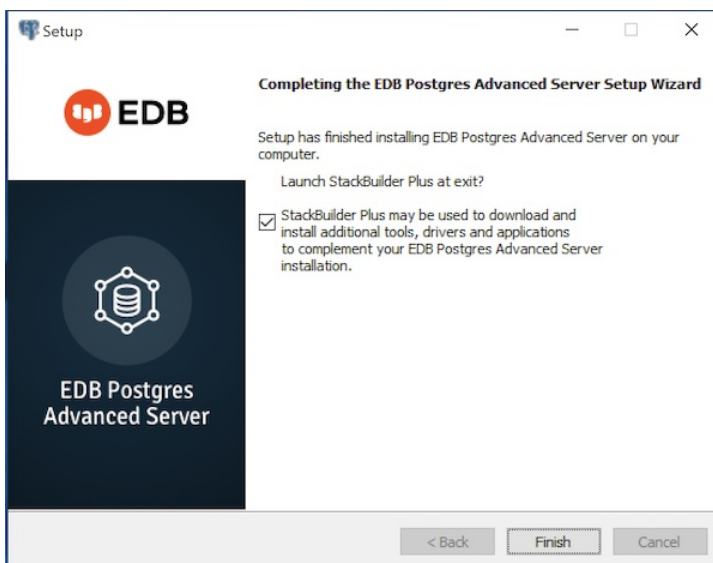 Setup
EDB
Completing the EDB Postgres Advanced Server Setup Wizard
Setup has finished installing EDB Postgres Advanced Server on your
computer.
Launch StackBuilder Plus at exit?
StackBuilder Plus may be used to download and
install additional tools, drivers and applications
to complement your EDB Postgres Advanced Server
installation.
EDB Postgres
Advanced Server
< Back
Finish
Cancel